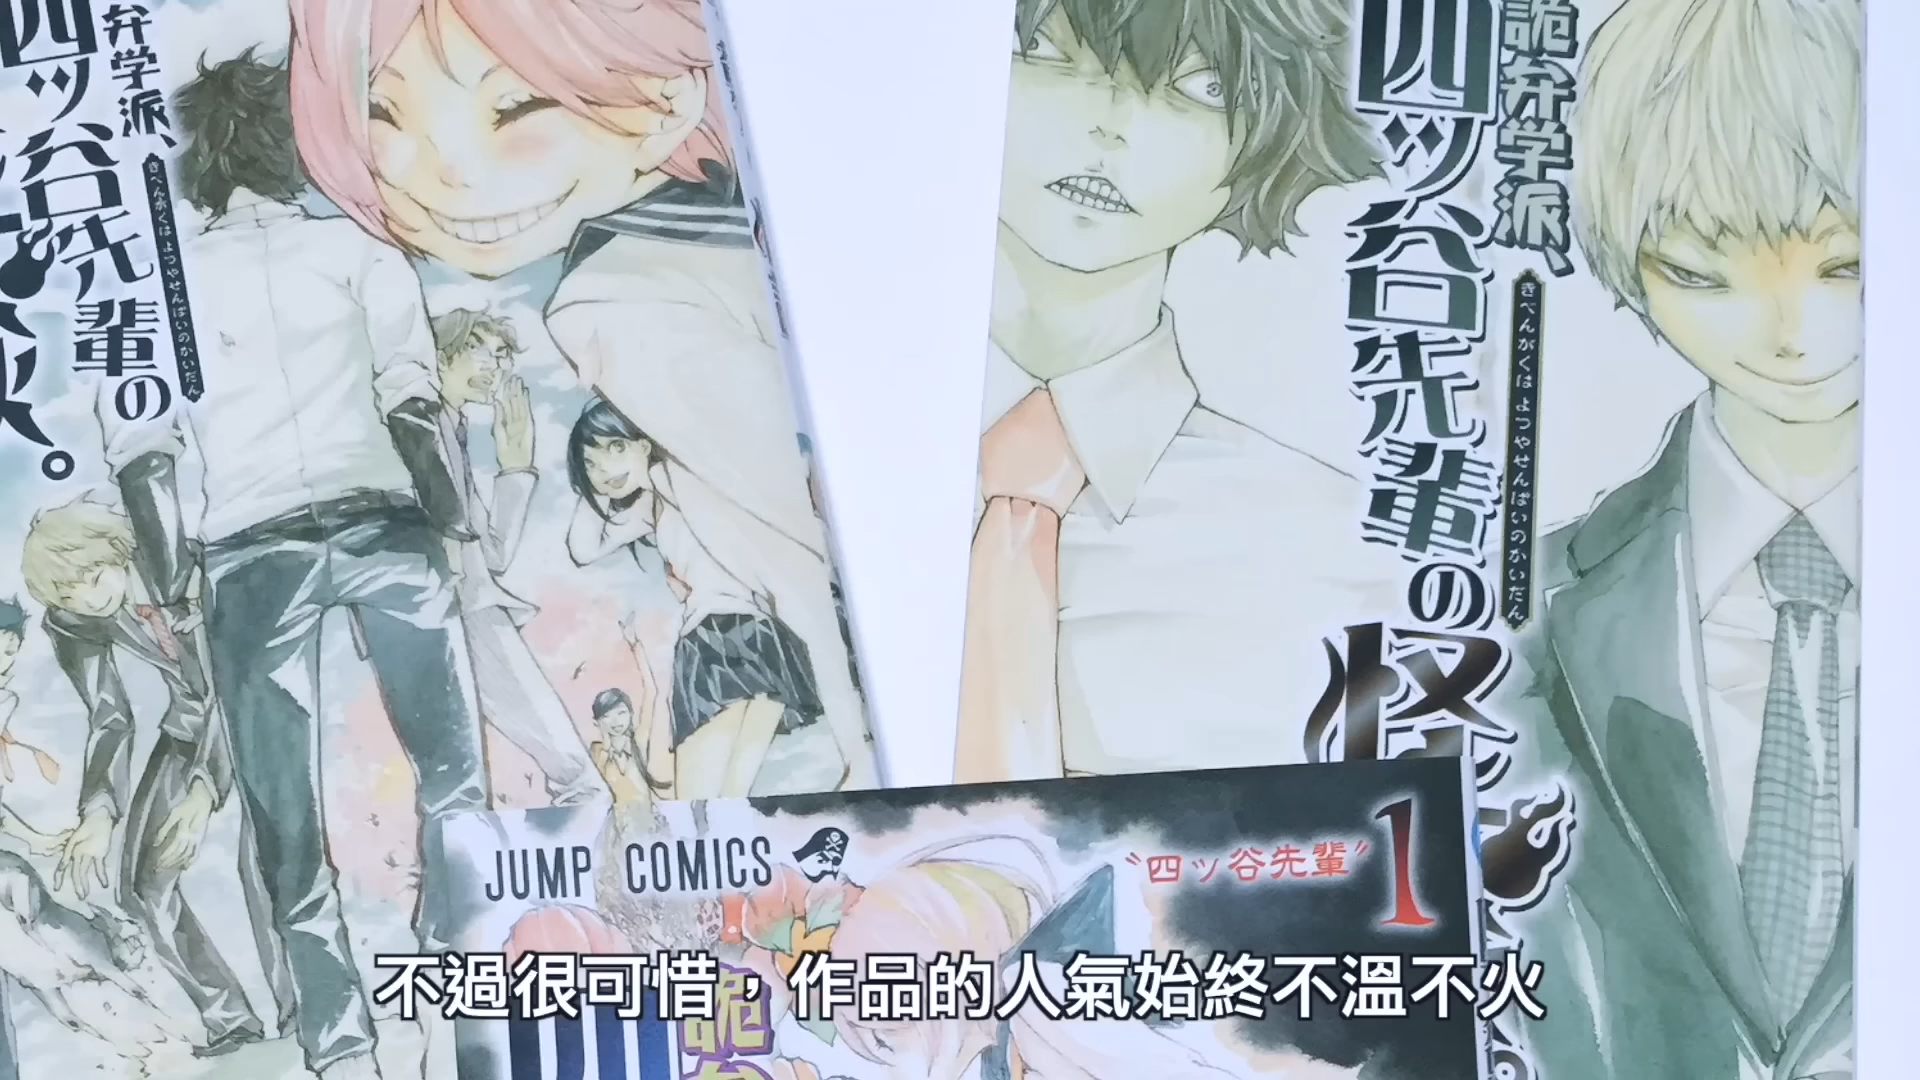 弁学派、
四ッ谷先輩の
談。
きべんがくは よつやせんぱいのかいだん
詭弁学派、
四ッ谷先輩の怪
きべんがくは よつやせんぱいのかいだん
JUMP COMICS
"四ッ谷先輩"
1
詭弁
不過很可惜，作品的人氣始終不溫不火